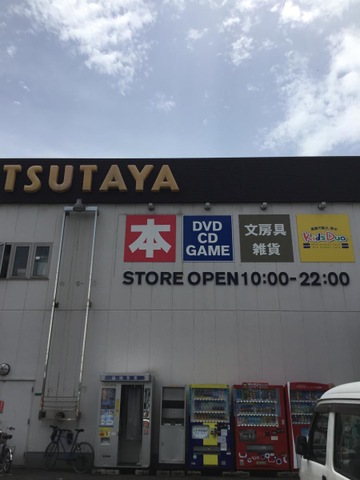 TSUTAYA
本
DVD
CD
GAME
文房具
雑貨
Kids Duo
STORE OPEN 10:00-22:00